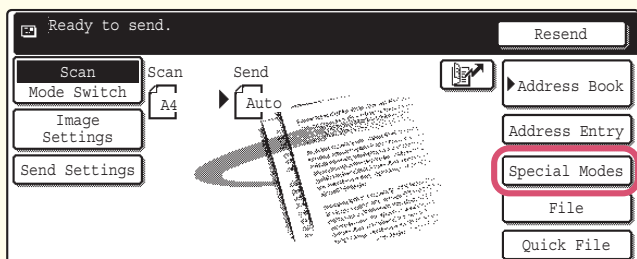 Ready to send.
Resend
Scan
Mode Switch
Scan
A4
Send
Auto
Address Book
Image
Settings
Address Entry
Send Settings
Special Modes
File
Quick File